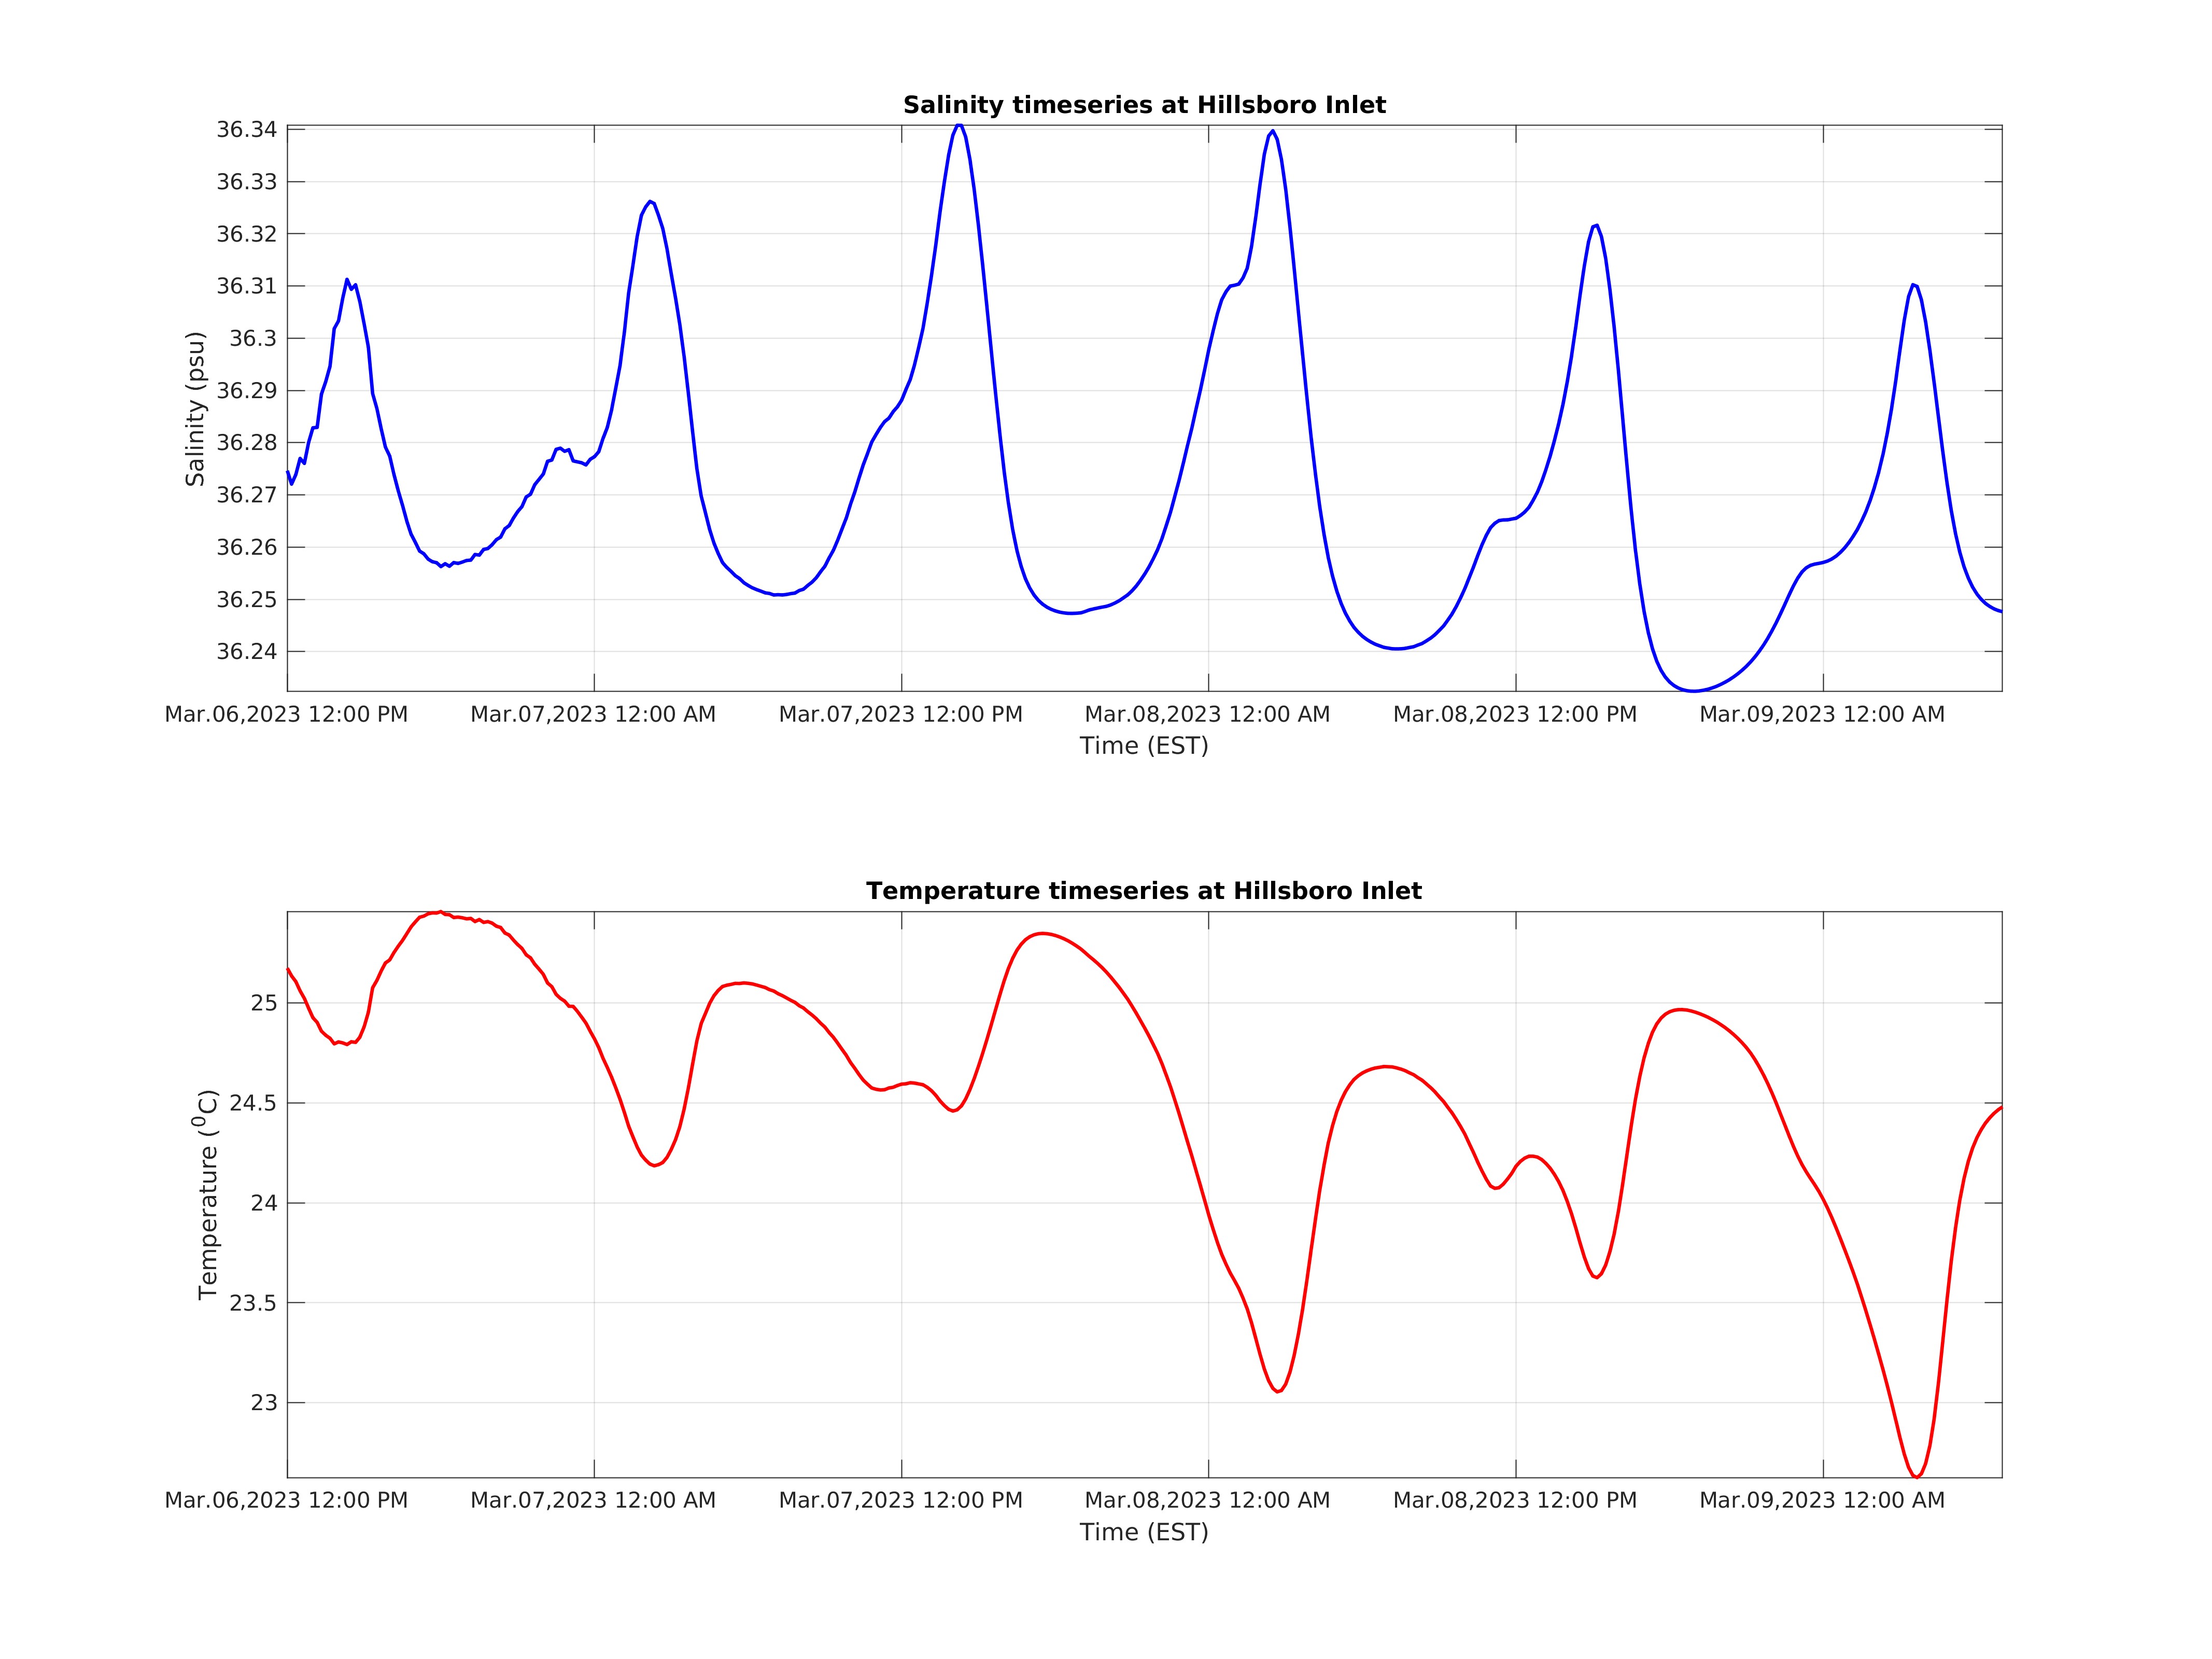 Salinity timeseries at Hillsboro Inlet
36.34
36.33
36.32
36.31
36.3
36.29
36.28
36.27
36.26
36.25
36.24
Salinity (psu)
Mar.06,2023 12:00 PM Mar.07,2023 12:00 AM Mar.07,2023 12:00 PM Mar.08,2023 12:00 AM Mar.08,2023 12:00 PM Mar.09,2023 12:00 AM
Time (EST)
Temperature timeseries at Hillsboro Inlet
25
24.5
24
23.5
23
Temperature (⁰C)
Mar.06,2023 12:00 PM Mar.07,2023 12:00 AM Mar.07,2023 12:00 PM Mar.08,2023 12:00 AM Mar.08,2023 12:00 PM Mar.09,2023 12:00 AM
Time (EST)